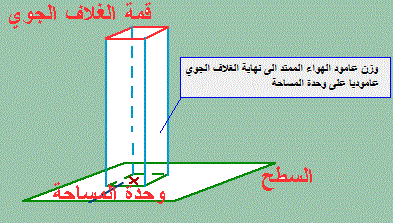 قمة الغلاف الجوي
وزن عامود الهواء الممتد الى نهاية الغلاف الجوي
عاموديا على وحدة المساحة
السطح
وحدة المساحة